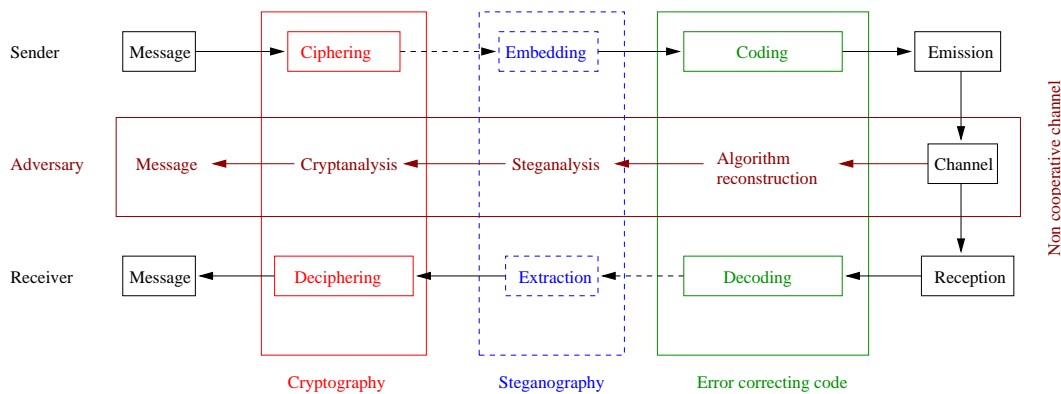 Sender
Message
Ciphering
Embedding
Coding
Emission
Adversary
Message
Cryptanalysis
Steganalysis
Algorithm
reconstruction
Channel
Non cooperative channel
Receiver
Message
Deciphering
Extraction
Decoding
Reception
Cryptography
Steganography
Error correcting code